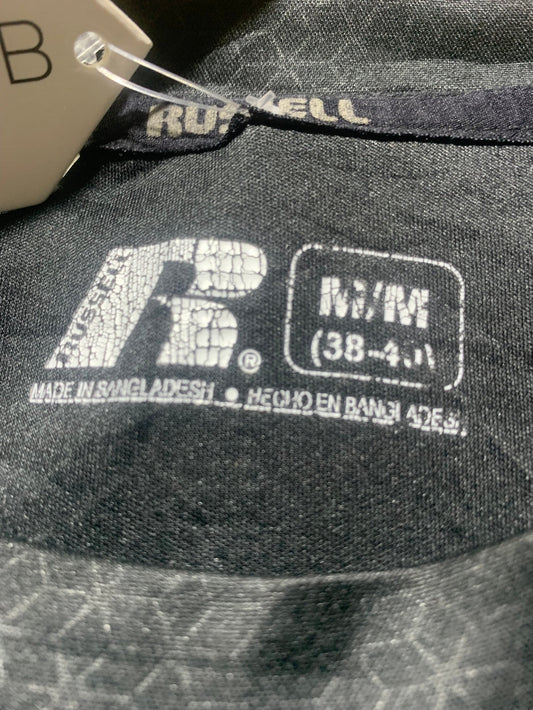 B
RUSSELL
RUSSELL
R®
M/M
(38-40)
MADE IN BANGLADESH • HECHO EN BANGLADESH